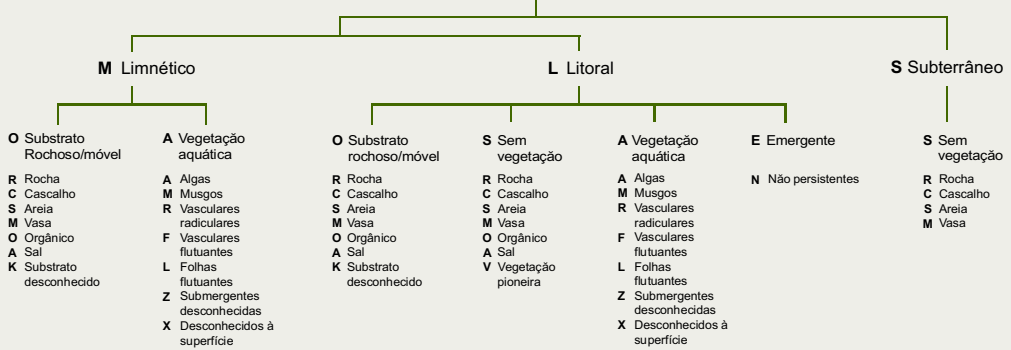 M Limnético
L Litoral
S Subterrâneo
O Substrato
Rochoso/móvel
R Rocha
C Cascalho
S Areia
M Vasa
O Orgânico
A Sal
K Substrato
desconhecido
A Vegetação
aquática
A Algas
M Musgos
R Vasculares
radiculares
F Vasculares
flutuantes
L Folhas
flutuantes
Z Submergentes
desconhecidas
X Desconhecidos à
superfície
O Substrato
rochoso/móvel
R Rocha
C Cascalho
S Areia
M Vasa
O Orgânico
A Sal
K Substrato
desconhecido
S Sem
vegetação
R Rocha
C Cascalho
S Areia
M Vasa
O Orgânico
A Sal
V Vegetação
pioneira
A Vegetação
aquática
A Algas
M Musgos
R Vasculares
radiculares
F Vasculares
flutuantes
L Folhas
flutuantes
Z Submergentes
desconhecidas
X Desconhecidos à
superfície
E Emergente
N Não persistentes
S Sem
vegetação
R Rocha
C Cascalho
S Areia
M Vasa